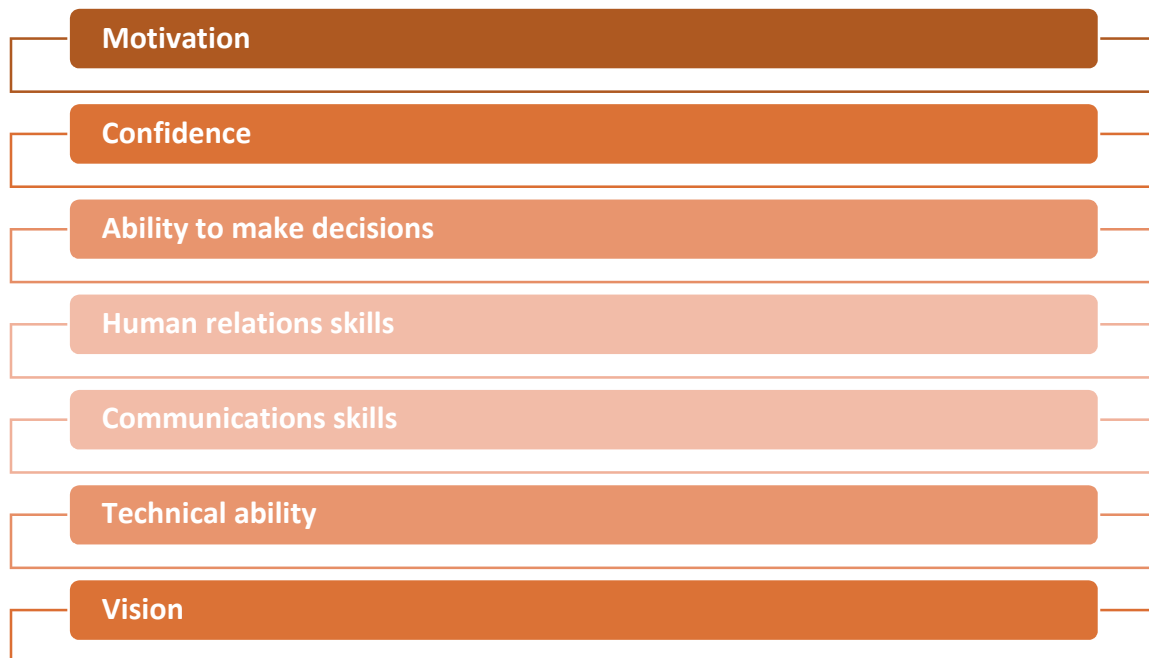 Motivation
Confidence
Ability to make decisions
Human relations skills
Communications skills
Technical ability
Vision